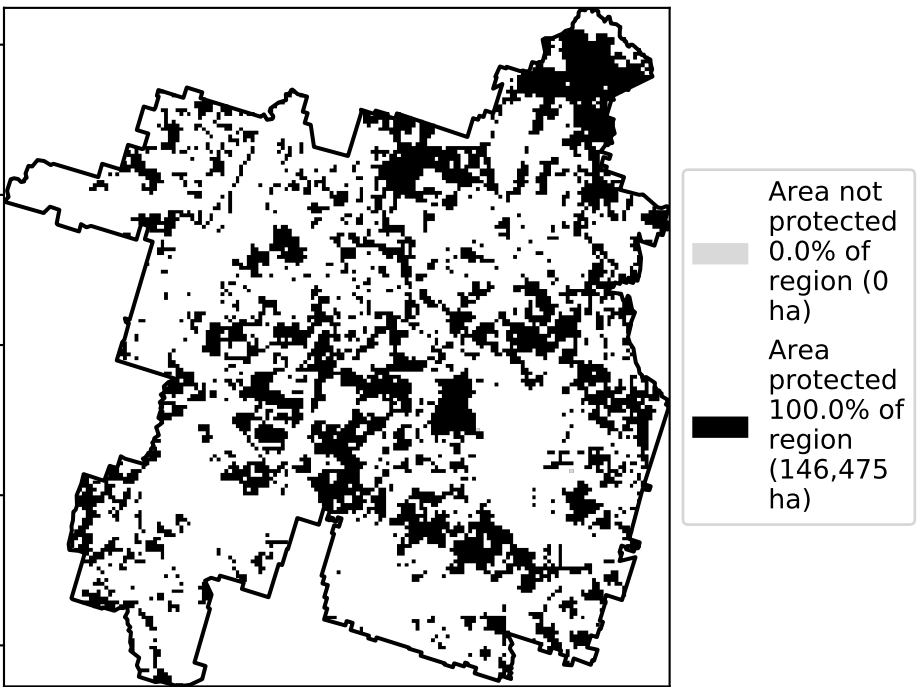 Area not
protected
0.0% of
region (0
ha)
Area
protected
100.0% of
region
(146,475
ha)